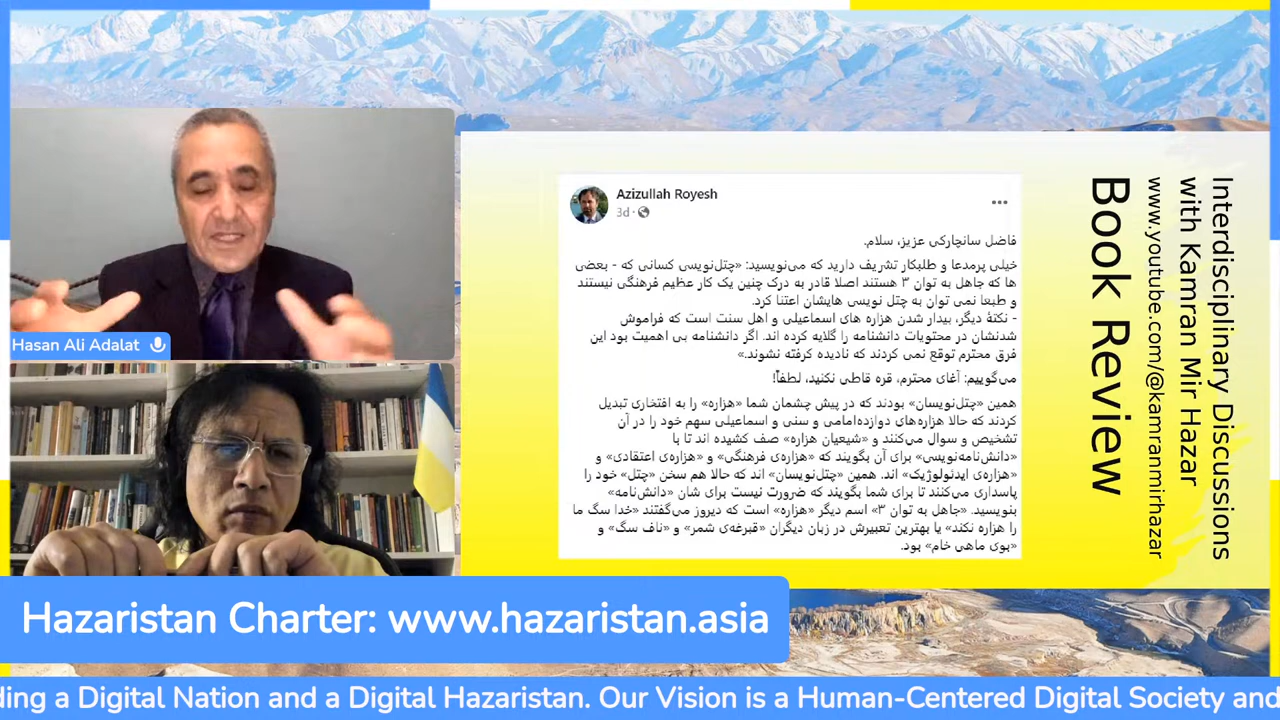 Hasan Ali Adalat
Azizullah Royesh
3d
فاضل سانچارکی عزیز، سلام.
خیلی پرمدعا و طلبکار تشریف دارید که می‌نویسید: «چتل‌نویسی کسانی که - بعضی
ها که جاهل به توان ۳ هستند اصلا قادر به درک چنین یک کار عظیم فرهنگی نیستند
و طبعا نمی توان به چتل نویسی هایشان اعتنا کرد.
- نکتهٔ دیگر، بیدار شدن هزاره های اسماعیلی و اهل سنت است که فراموش
شدنشان در محتویات دانشنامه را گلایه کرده اند. اگر دانشنامه بی اهمیت بود این
فرق محترم توقع نمی کردند که نادیده گرفته نشوند.»
می‌گوییم: آقای محترم، قره قاطی نکنید، لطفاً!
همین «چتل‌نویسان» بودند که در پیش چشمان شما «هزاره» را به افتخاری تبدیل
کردند که حالا هزاره‌های دوازده‌امامی و سنی و اسماعیلی سهم خود را در آن
تشخیص و سوال می‌کنند و «شیعیان هزاره» صف کشیده اند تا با
«دانش‌نامه‌نویسی» برای آن بگویند که «هزاره‌ی فرهنگی» و «هزاره‌ی اعتقادی» و
«هزاره‌ی ایدئولوژیک» اند. همین «چتل‌نویسان» اند که حالا هم سخن «چتل» خود را
پاسداری می‌کنند تا برای شما بگویند که ضرورت نیست برای شان «دانش‌نامه»
بنویسید. «جاهل به توان ۳» اسم دیگر «هزاره» است که دیروز می‌گفتند «خدا سگ ما
را هزاره نکند» یا بهترین تعبیرش در زبان دیگران «قبرغه‌ی شمر» و «ناف سگ» و
«بوی ماهی خام» بود.
Interdisciplinary Discussions
with Kamran Mir Hazar
www.youtube.com/@kamranmirhazar
Book Review
Hazaristan Charter: www.hazaristan.asia
ding a Digital Nation and a Digital Hazaristan. Our Vision is a Human-Centered Digital Society and